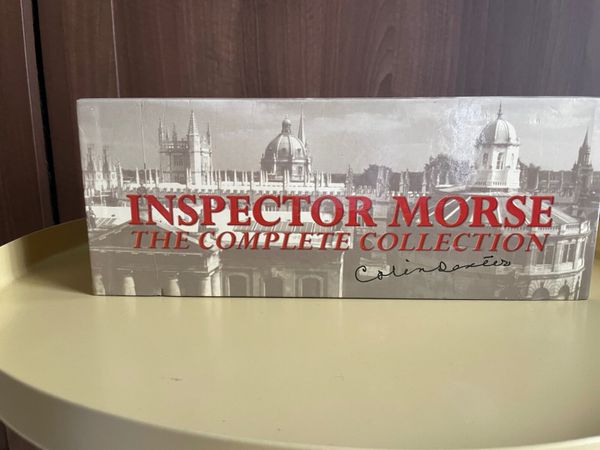 INSPECTOR MORSE
THE COMPLETE COLLECTION
Colin Dexter